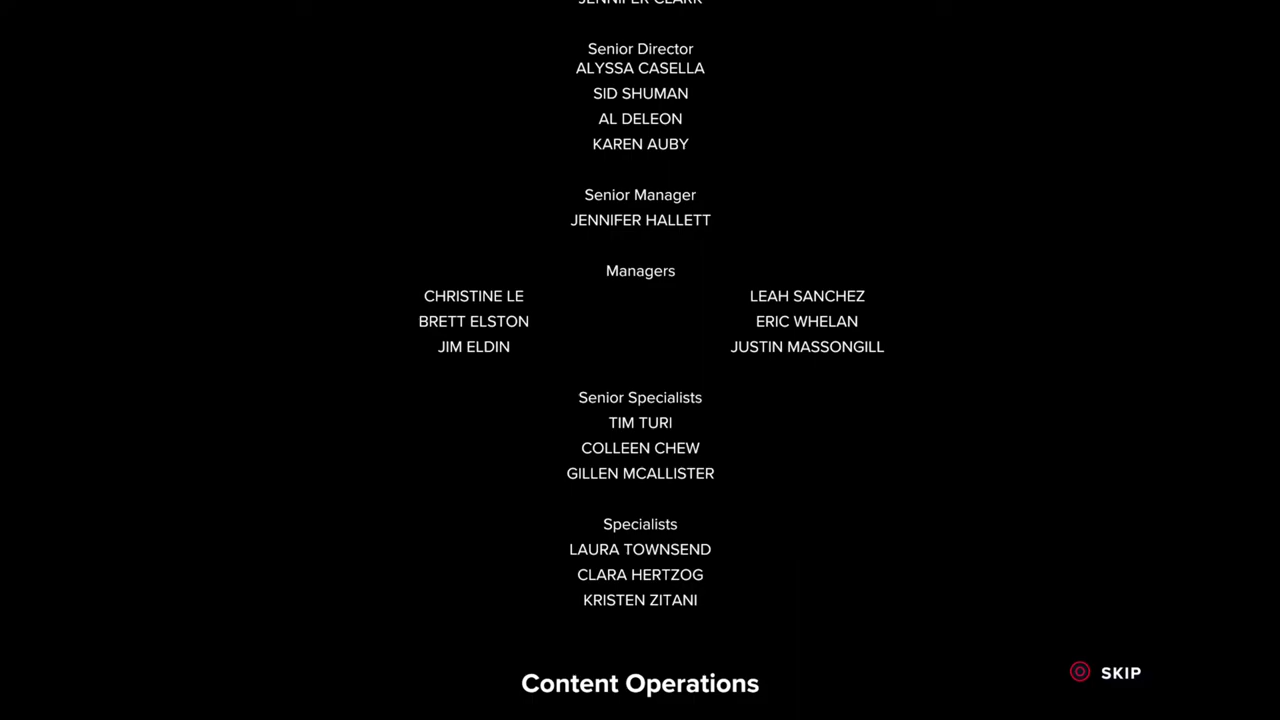 JENNIFER CLARK
Senior Director
ALYSSA CASELLA
SID SHUMAN
AL DELEON
KAREN AUBY
Senior Manager
JENNIFER HALLETT
Managers
CHRISTINE LE
LEAH SANCHEZ
BRETT ELSTON
ERIC WHELAN
JIM ELDIN
JUSTIN MASSONGILL
Senior Specialists
TIM TURI
COLLEEN CHEW
GILLEN MCALLISTER
Specialists
LAURA TOWNSEND
CLARA HERTZOG
KRISTEN ZITANI
Content Operations
SKIP